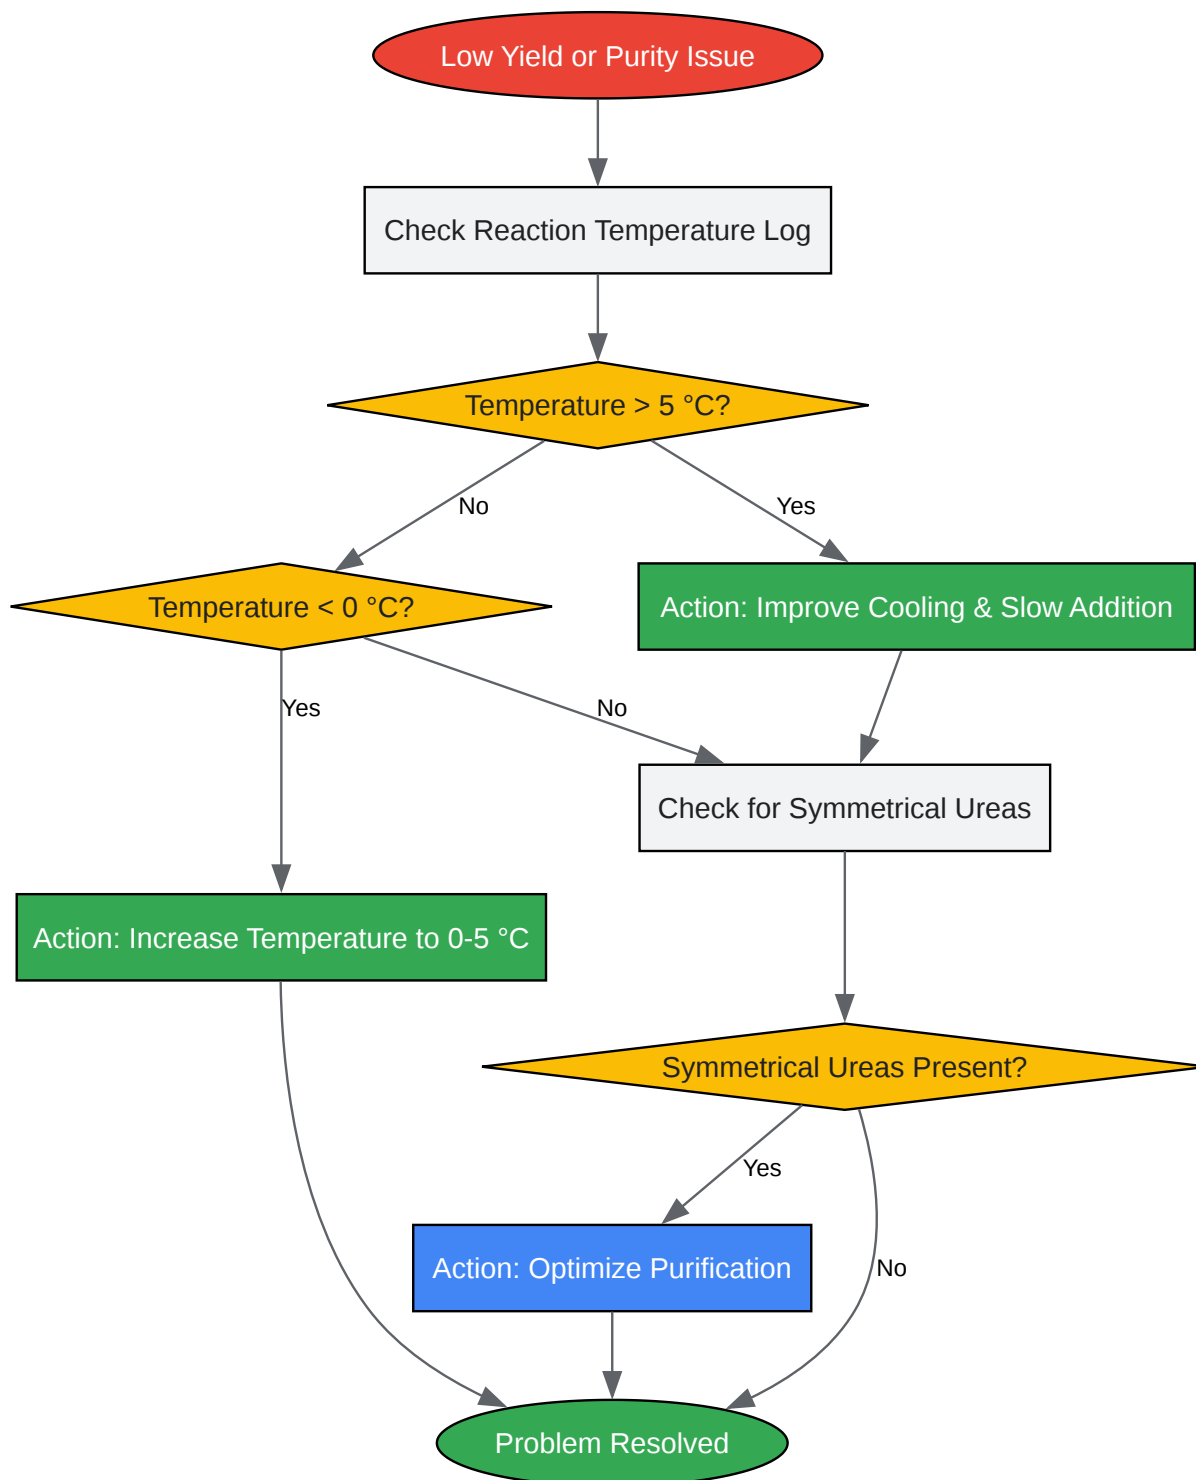 Low Yield or Purity Issue
Check Reaction Temperature Log
Temperature > 5 °C?
No
Yes
Temperature < 0 °C?
Action: Improve Cooling & Slow Addition
Yes
No
Check for Symmetrical Ureas
Action: Increase Temperature to 0-5 °C
Symmetrical Ureas Present?
Yes
Action: Optimize Purification
No
Problem Resolved